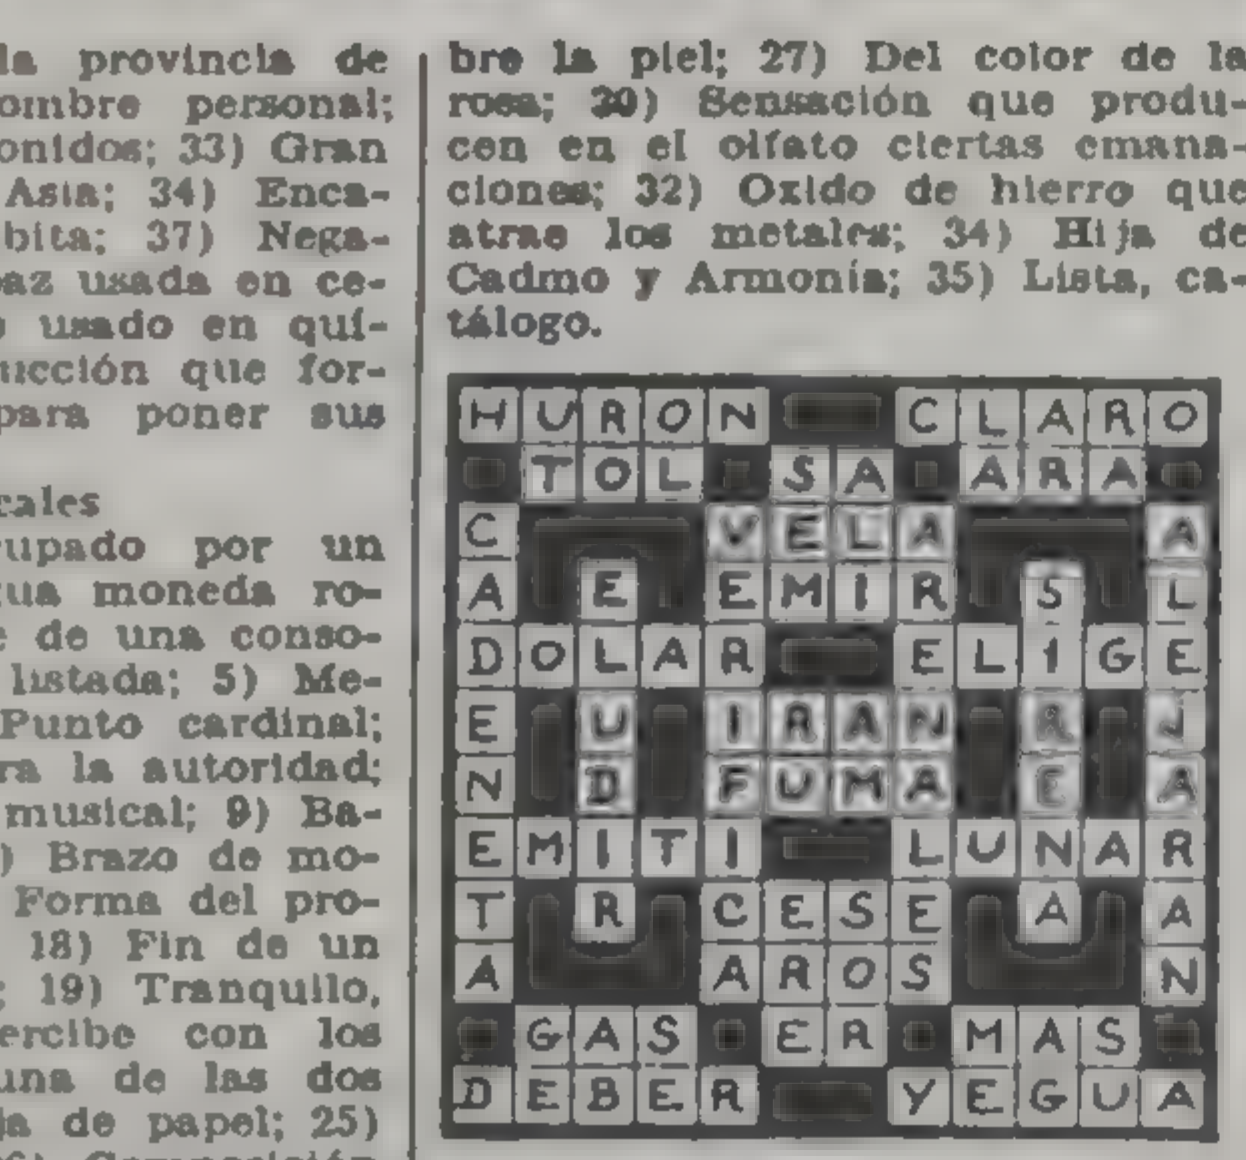 la provincia de
ombre personal;
onidos; 33) Gran
Asia; 34) Enca-
bita; 37) Nega-
az usada en ce-
usado en quí-
ucción que for-
para poner sus
cales
rupado por un
ua moneda ro-
de una conso-
listada; 5) Me-
Punto cardinal;
ra la autoridad;
musical; 9) Ba-
) Brazo de mo-
Forma del pro-
18) Fin de un
; 19) Tranquilo,
ercibe con los
una de las dos
ja de papel; 25)
bre la piel; 27) Del color de la
rosa; 30) Sensación que produ-
cen en el olfato ciertas emana-
ciones; 32) Oxido de hierro que
atrae los metales; 34) Hija de
Cadmo y Armonía; 35) Lista, ca-
tálogo.
HURON CLARO
TOL SA ARA
C VELA A
A E EMIR S L
DOLAR ELIGE
E U IRAN R N
N D FUMA E A
EMITI LUNAR
T R CESE A A
A AROS N
GAS ER MAS
DEBER YEGUA